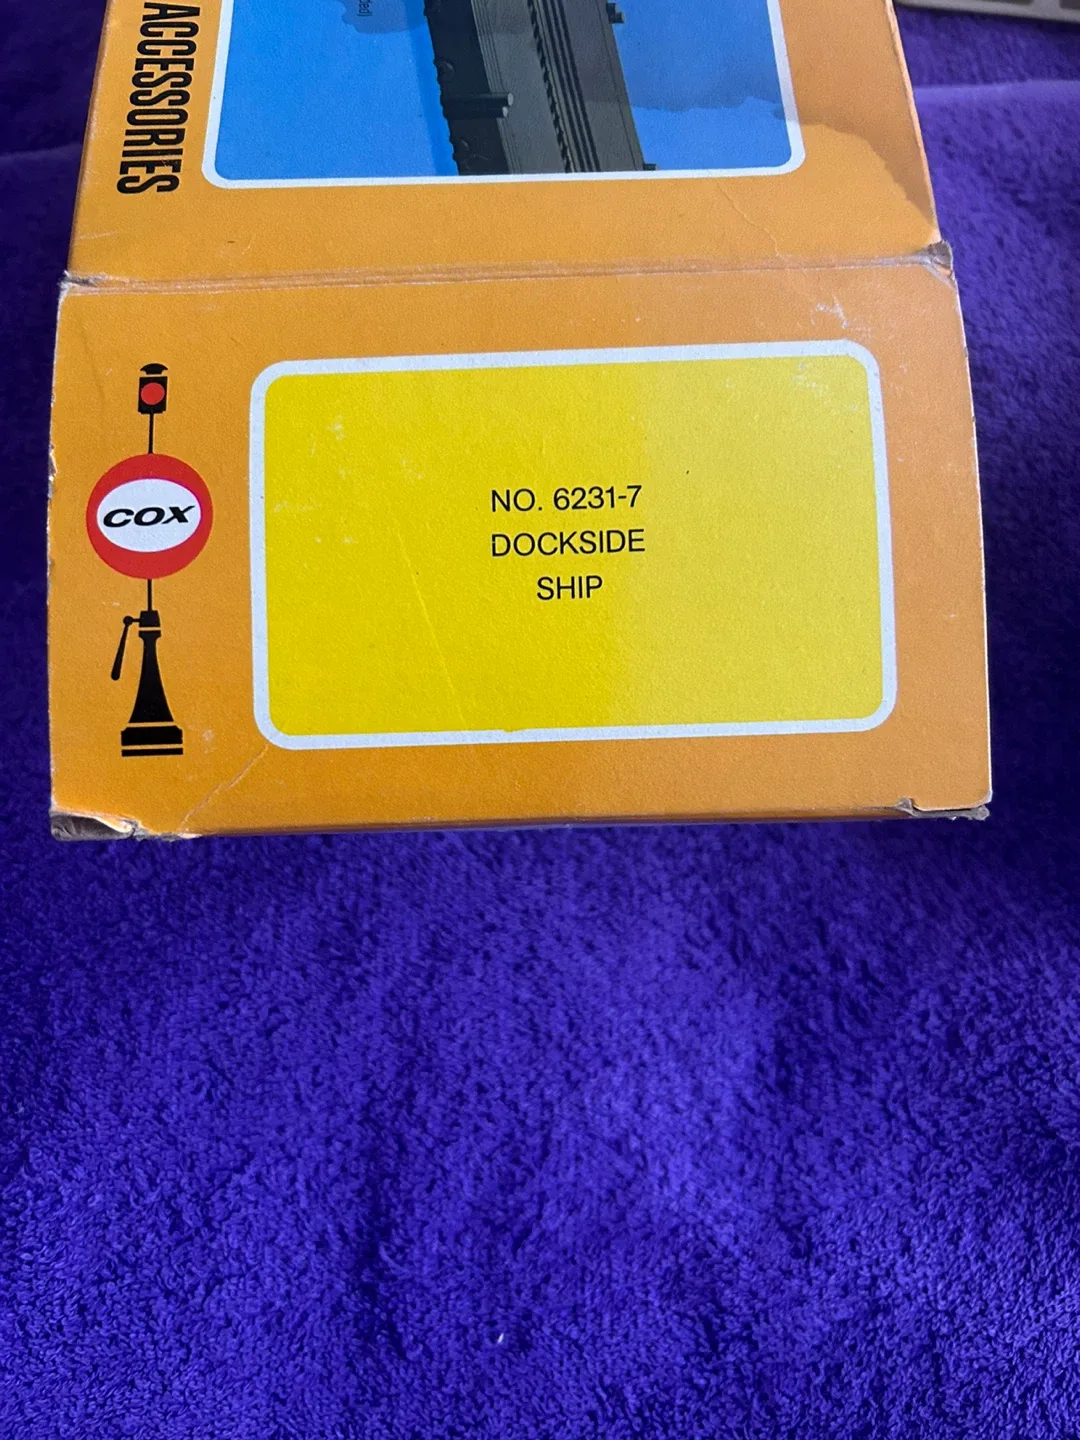 ACCESSORIES
COX
NO. 6231-7
DOCKSIDE
SHIP